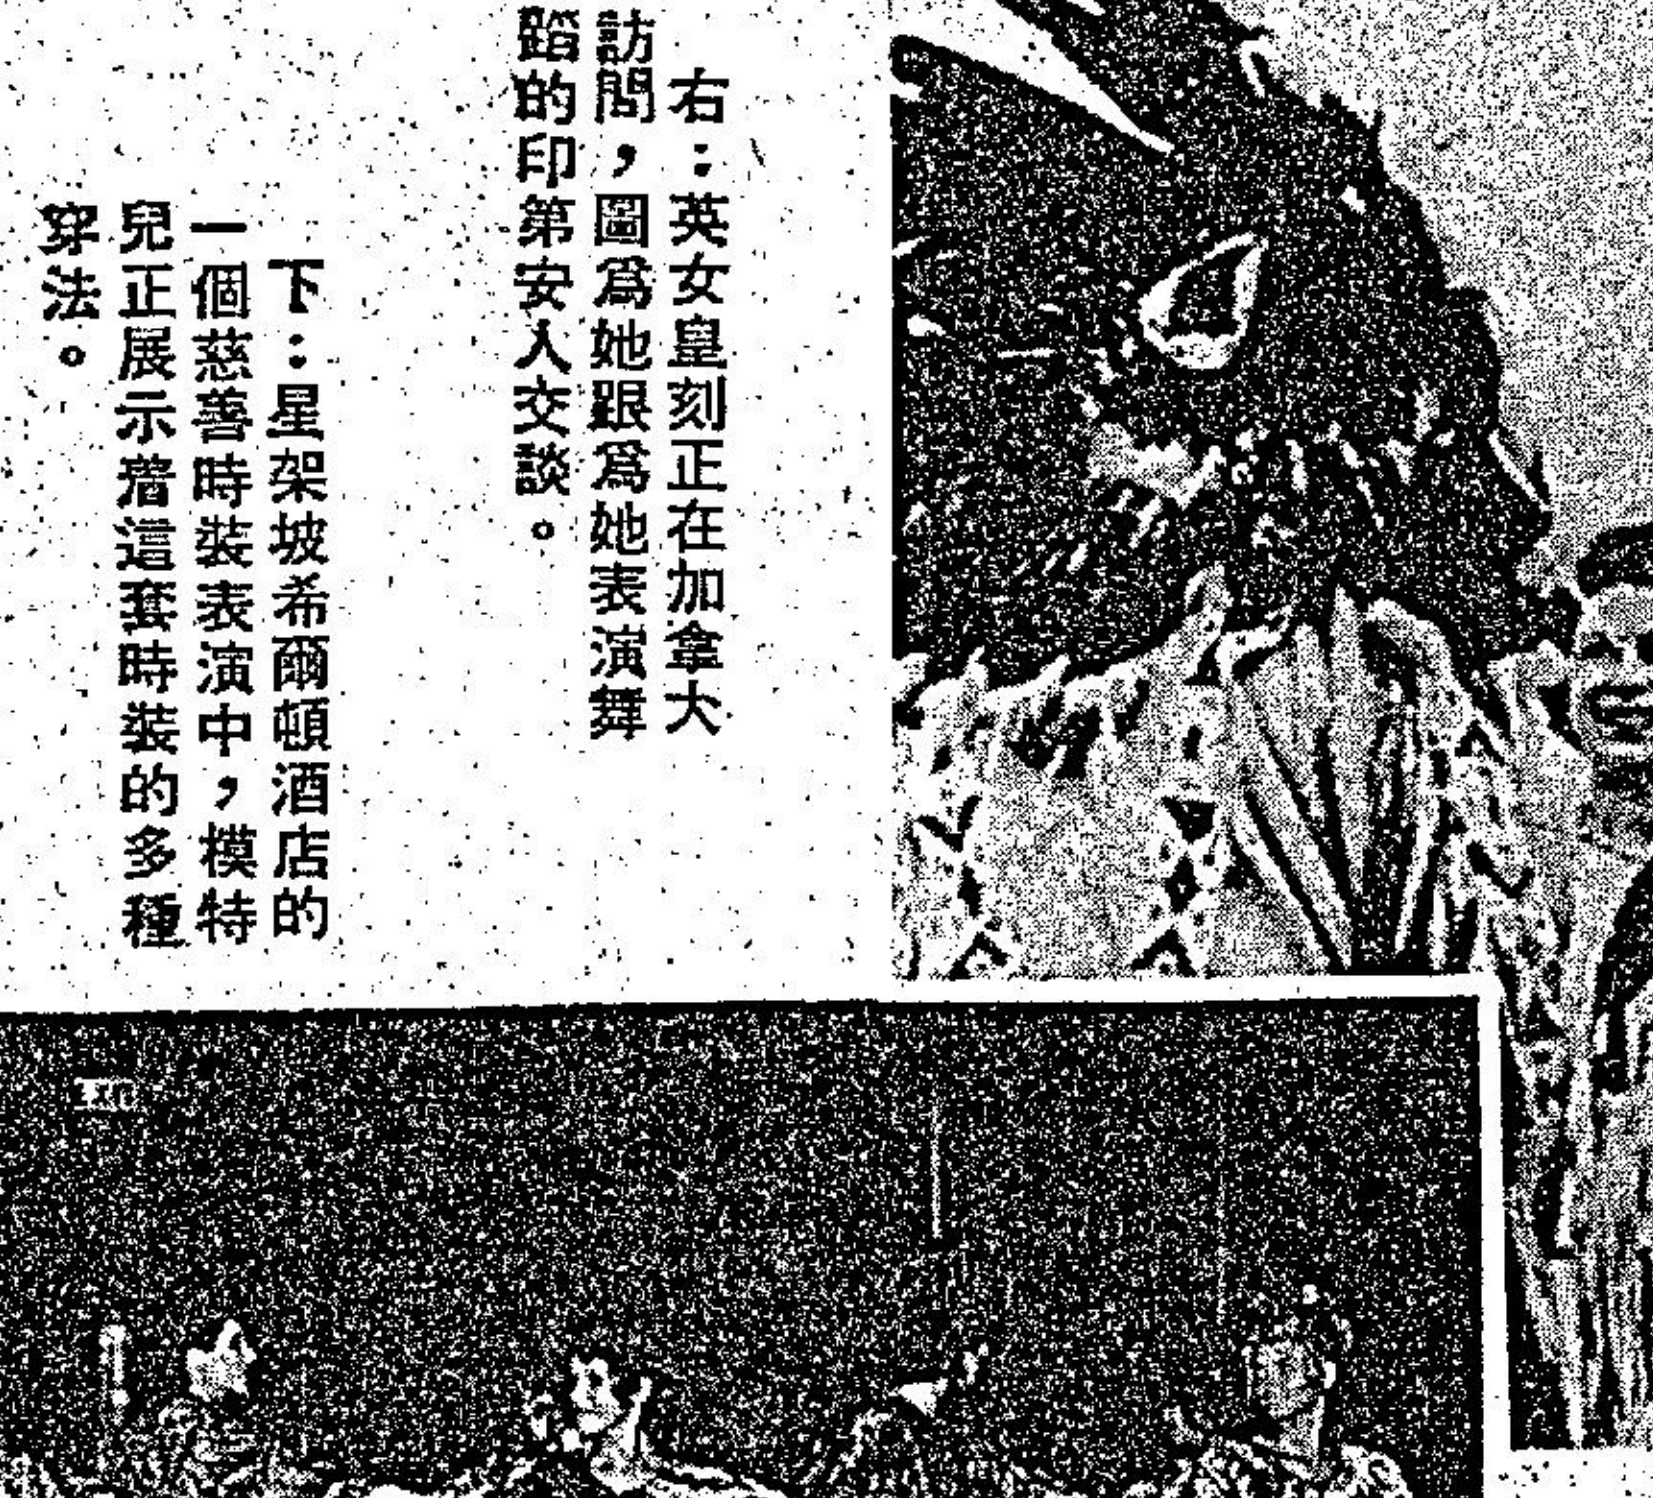 右：英女皇刻正在加拿大
訪問，圖爲她跟爲她表演舞
蹈的印第安人交談。
下：星架坡希爾頓酒店的
一個慈善時裝表演中，模特
兒正展示着這套時裝的多種
穿法。